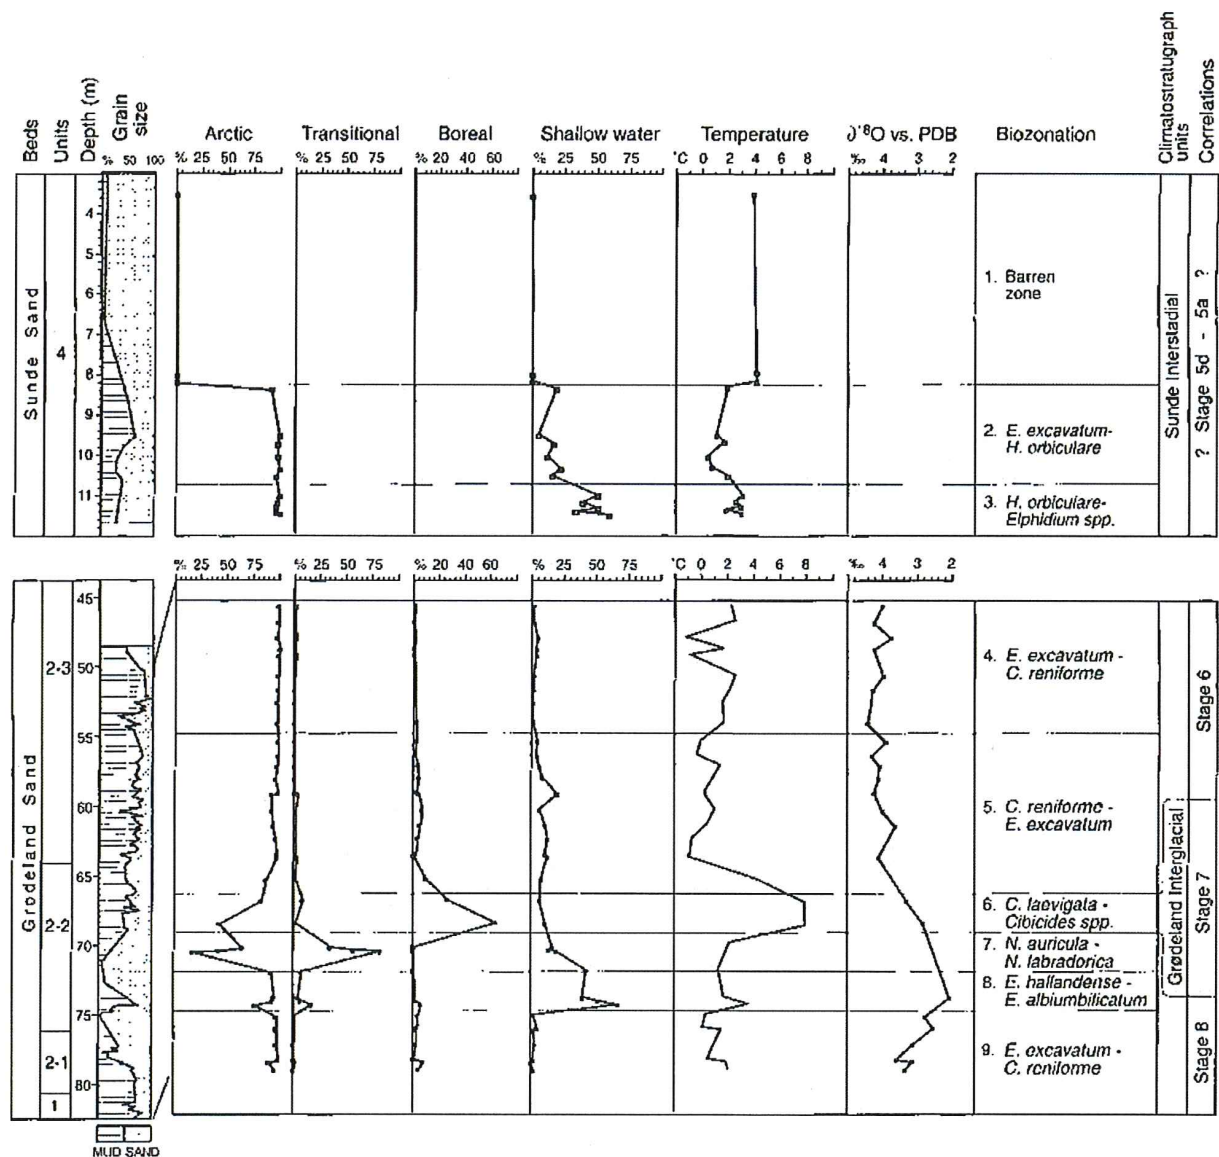 Beds
Units
Depth (m)
Grain size
Arctic
Transitional
Boreal
Shallow water
Temperature
∂¹⁸O vs. PDB
Biozonation
Climatostratigraph units
Correlations
% 50 100
% 25 50 75
% 25 50 75
% 20 40 60
% 25 50 75
°C 0 2 4 6 8
‰ 4 3 2
Sunde Sand
4
4
5
6
7
8
9
10
11
1. Barren
zone
2. E. excavatum-
H. orbiculare
3. H. orbiculare-
Elphidium spp.
Sunde Interstadial
? Stage 5d - 5a ?
% 25 50 75
% 25 50 75
% 20 40 60
% 25 50 75
°C 0 2 4 6 8
‰ 4 3 2
Grodeland Sand
2-3
2-2
2-1
1
45
50
55
60
65
70
75
80
4. E. excavatum -
C. reniforme
5. C. reniforme -
E. excavatum
6. C. laevigata -
Cibicides spp.
7. N. auricula -
N. labradorica
8. E. hallandense -
E. albiumbilicatum
9. E. excavatum -
C. reniforme
Grødeland Interglacial
Stage 6
Stage 7
Stage 8
MUD SAND